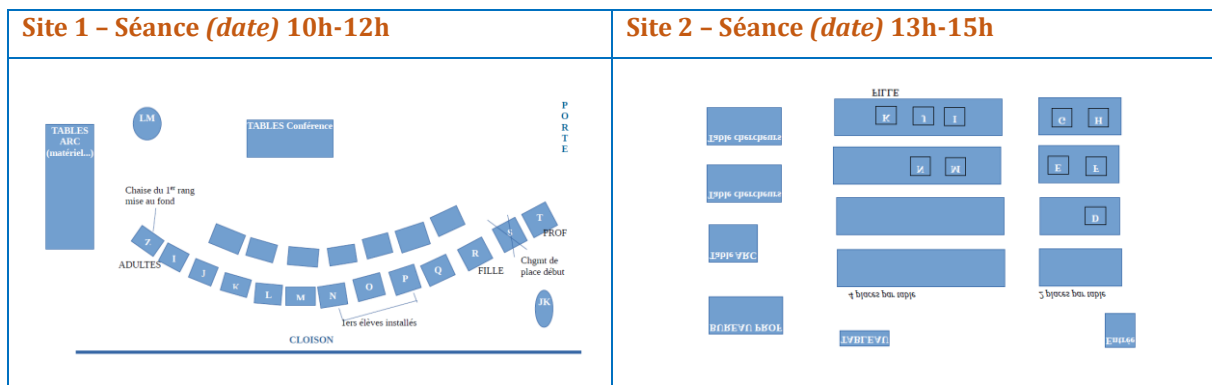 Site 1 – Séance (date) 10h-12h
LM
PORTE
TABLES
ARC
(matériel...)
TABLES Conférence
Chaise du 1er rang
mise au fond
Z
I
J
K
L
M
N
O
P
Q
R
S
T
PROF
ADULTES
FILLE
Chgmt de
place début
JK
1ers élèves installés
CLOISON
Site 2 – Séance (date) 13h-15h
FILLE
Table chercheurs
K
J
I
G
H
Table chercheurs
N
M
E
F
Table ARC
D
4 places par table
2 places par table
BUREAU PROF
TABLEAU
Entrée